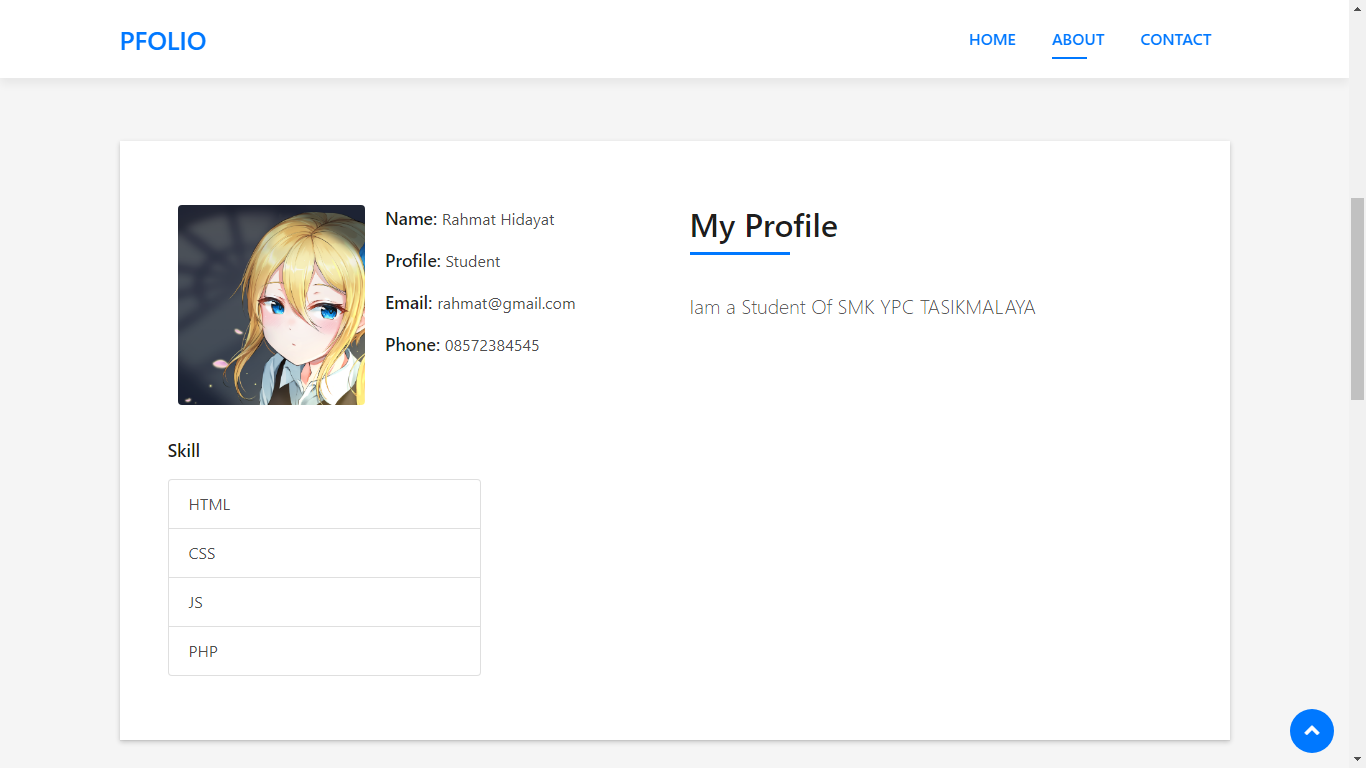 PFOLIO
HOME ABOUT CONTACT
Name: Rahmat Hidayat
Profile: Student
Email: rahmat@gmail.com
Phone: 08572384545
Skill
HTML
CSS
JS
PHP
My Profile
Iam a Student Of SMK YPC TASIKMALAYA